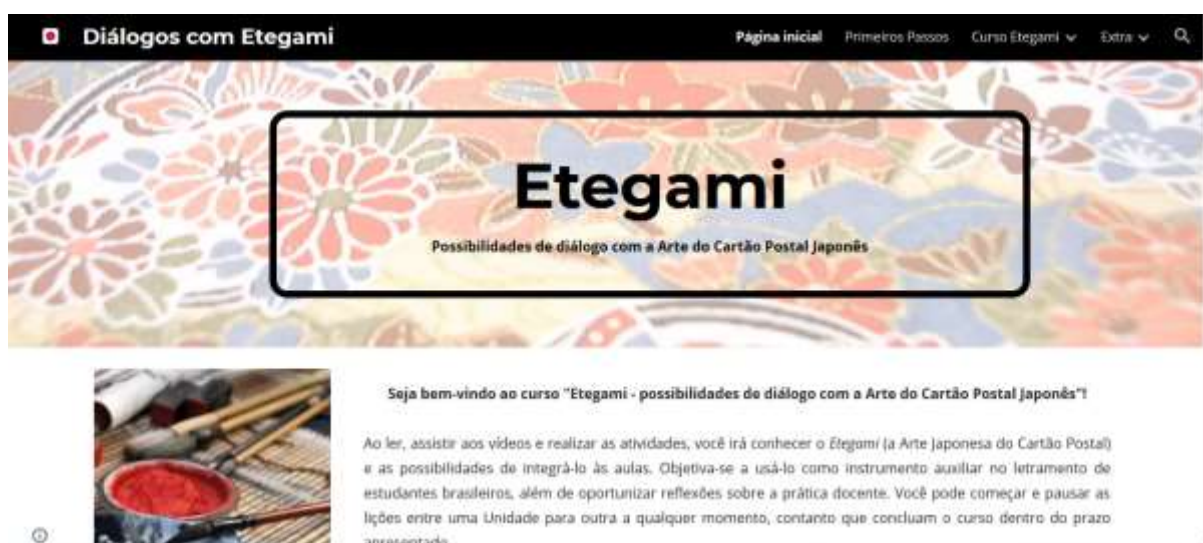 Diálogos com Etegami
Página inicial Primeiros Passos Curso Etegami Extra
Etegami
Possibilidades de diálogo com a Arte do Cartão Postal Japonês
Seja bem-vindo ao curso "Etegami - possibilidades de diálogo com a Arte do Cartão Postal Japonês"!
Ao ler, assistir aos vídeos e realizar as atividades, você irá conhecer o Etegami (a Arte Japonesa do Cartão Postal)
e as possibilidades de integrá-lo às aulas. Objetiva-se a usá-lo como instrumento auxiliar no letramento de
estudantes brasileiros, além de oportunizar reflexões sobre a prática docente. Você pode começar e pausar as
lições entre uma Unidade para outra a qualquer momento, contanto que concluam o curso dentro do prazo
apresentado